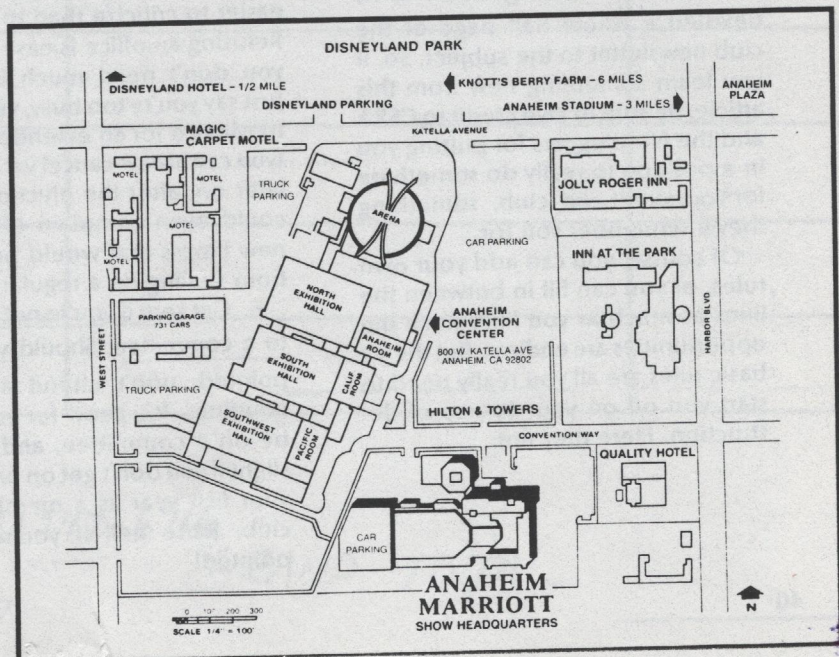 DISNEYLAND PARK
DISNEYLAND HOTEL – 1/2 MILE
KNOTT'S BERRY FARM – 6 MILES
ANAHEIM
PLAZA
DISNEYLAND PARKING
ANAHEIM STADIUM – 3 MILES
KATELLA AVENUE
MAGIC
CARPET MOTEL
MOTEL
MOTEL
MOTEL
MOTEL
TRUCK
PARKING
ARENA
CAR PARKING
JOLLY ROGER INN
INN AT THE PARK
NORTH
EXHIBITION
HALL
PARKING GARAGE
731 CARS
WEST STREET
ANAHEIM
CONVENTION
CENTER
800 W. KATELLA AVE.
ANAHEIM, CA 92802
HARBOR BLVD
ANAHEIM
ROOM
SOUTH
EXHIBITION
HALL
CALIF
ROOM
TRUCK PARKING
SOUTHWEST
EXHIBITION
HALL
PACIFIC
ROOM
HILTON & TOWERS
CONVENTION WAY
QUALITY HOTEL
CAR
PARKING
ANAHEIM
MARRIOTT
SHOW HEADQUARTERS
N
0 100 200 300
SCALE 1/4" = 100'